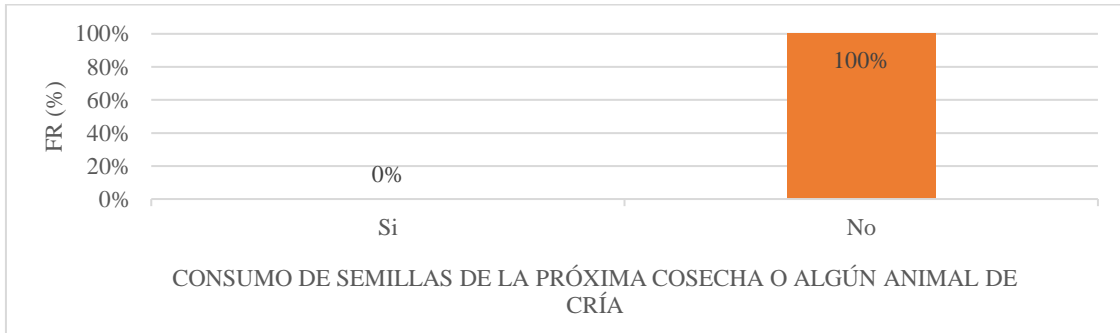 100%
80%
60%
40%
20%
0%
FR (%)
0%
100%
Si
No
CONSUMO DE SEMILLAS DE LA PRÓXIMA COSECHA O ALGÚN ANIMAL DE
CRÍA